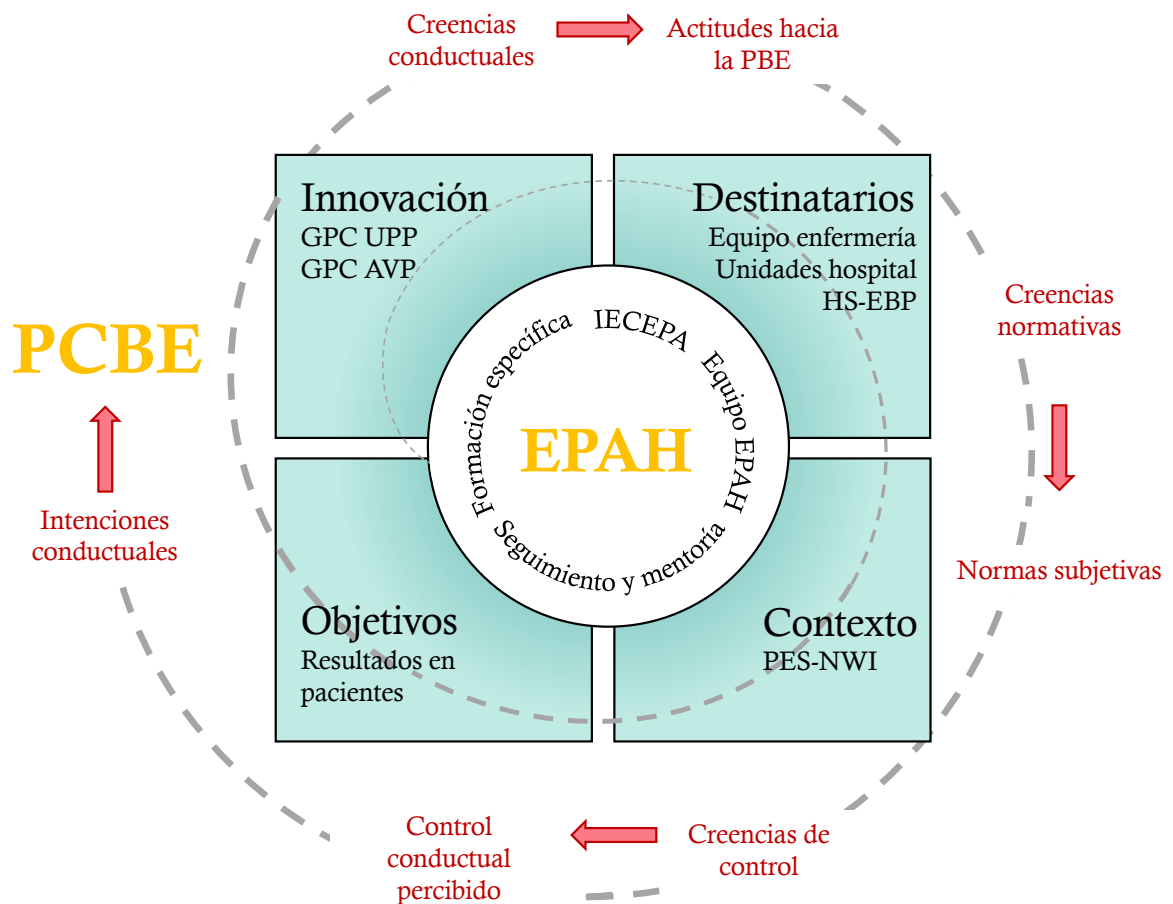 Creencias
conductuales
Actitudes hacia
la PBE
Innovación
GPC UPP
GPC AVP
Destinatarios
Equipo enfermería
Unidades hospital
HS-EBP
Creencias
normativas
PCBE
Formación específica
IECEPA
Equipo EPAH
Seguimiento y mentoría
EPAH
Intenciones
conductuales
Normas subjetivas
Objetivos
Resultados en
pacientes
Contexto
PES-NWI
Control
conductual
percibido
Creencias de
control